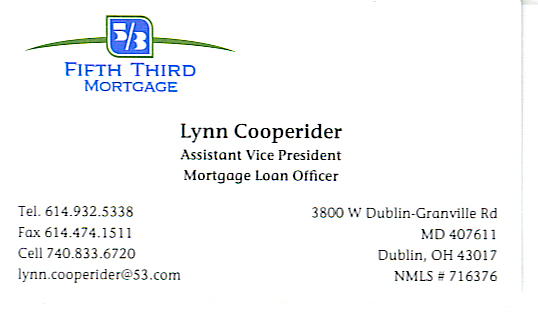 5/3
FIFTH THIRD
MORTGAGE
Lynn Cooperider
Assistant Vice President
Mortgage Loan Officer
Tel. 614.932.5338
Fax 614.474.1511
Cell 740.833.6720
lynn.cooperider@53.com
3800 W Dublin-Granville Rd
MD 407611
Dublin, OH 43017
NMLS # 716376